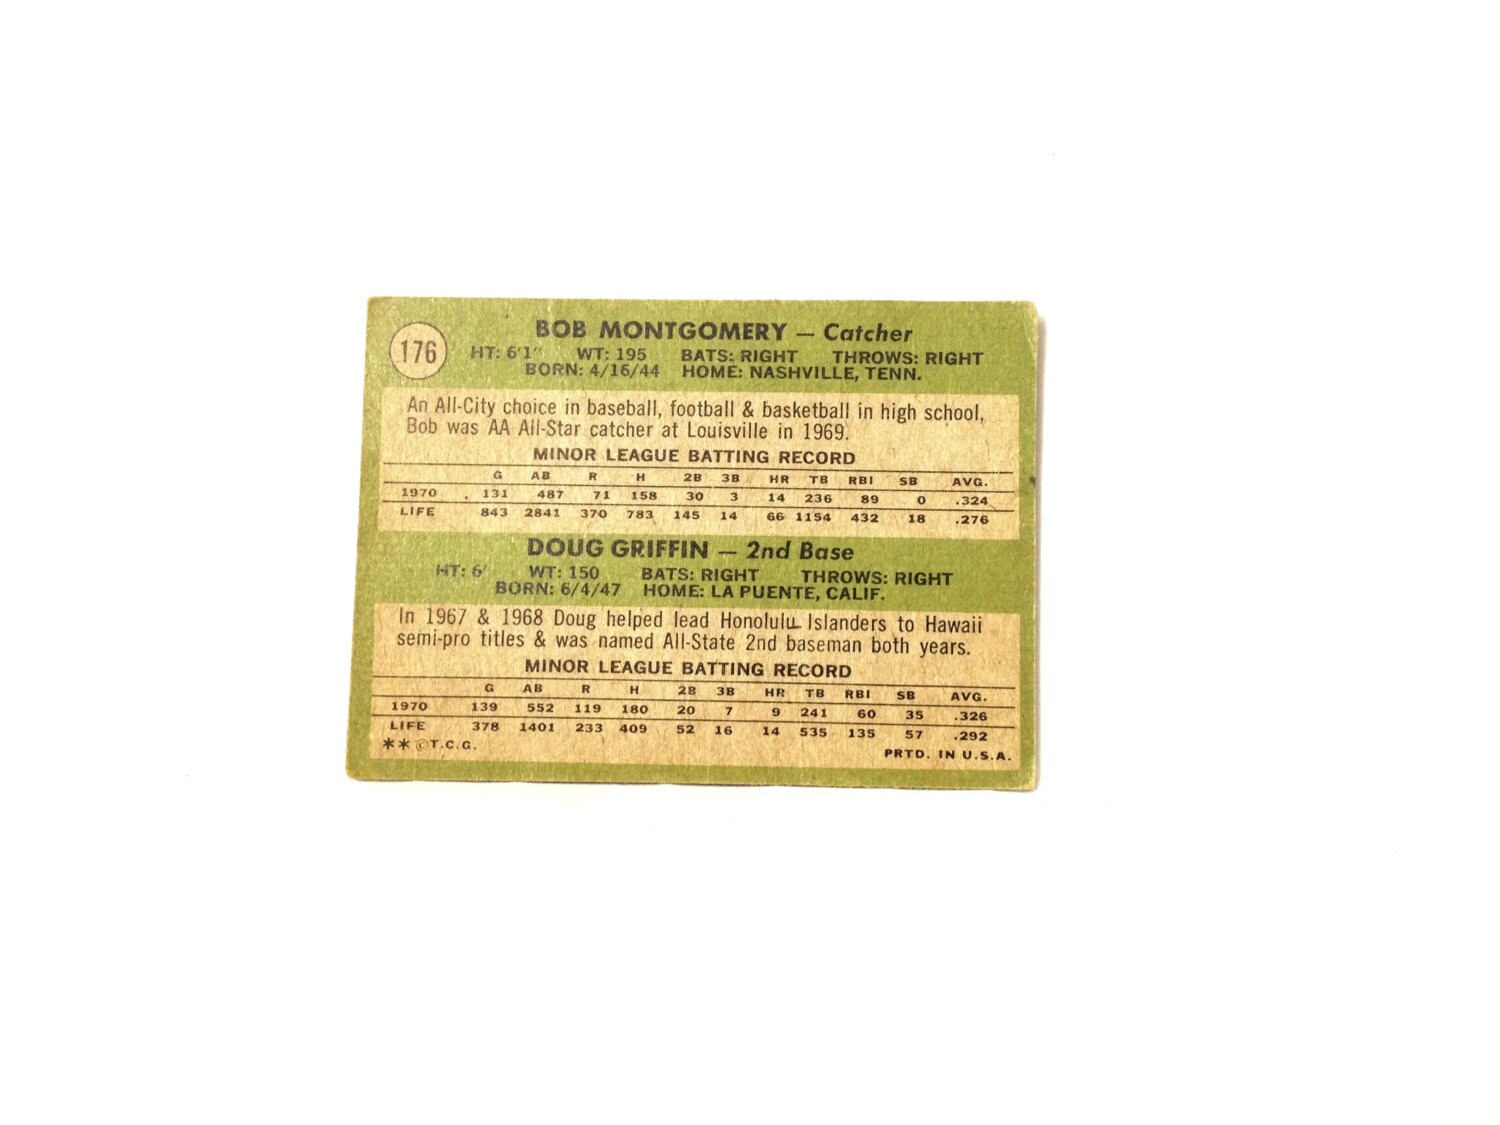 176
BOB MONTGOMERY — Catcher
HT: 6'1" WT: 195 BATS: RIGHT THROWS: RIGHT
BORN: 4/16/44 HOME: NASHVILLE, TENN.
An All-City choice in baseball, football & basketball in high school,
Bob was AA All-Star catcher at Louisville in 1969.
MINOR LEAGUE BATTING RECORD
G AB R H 2B 3B HR TB RBI SB AVG.
1970 131 487 71 158 30 3 14 236 89 0 .324
LIFE 843 2841 370 783 145 14 66 1154 432 18 .276
DOUG GRIFFIN — 2nd Base
HT: 6' WT: 150 BATS: RIGHT THROWS: RIGHT
BORN: 6/4/47 HOME: LA PUENTE, CALIF.
In 1967 & 1968 Doug helped lead Honolulu Islanders to Hawaii
semi-pro titles & was named All-State 2nd baseman both years.
MINOR LEAGUE BATTING RECORD
G AB R H 2B 3B HR TB RBI SB AVG.
1970 139 552 119 180 20 7 9 241 60 35 .326
LIFE 378 1401 233 409 52 16 14 535 135 57 .292
**©T.C.G. PRTD. IN U.S.A.